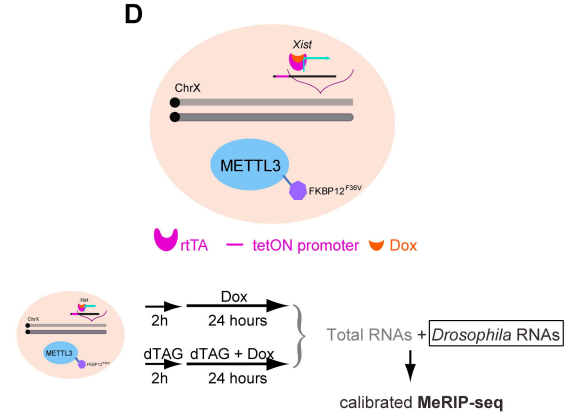 D
Xist
ChrX
METTL3
FKBP12F36V
rtTA
tetON promoter
Dox
Xist
ChrX
METTL3
FKBP12F36V
Dox
2h
24 hours
dTAG
dTAG + Dox
2h
24 hours
Total RNAs + Drosophila RNAs
calibrated MeRIP-seq